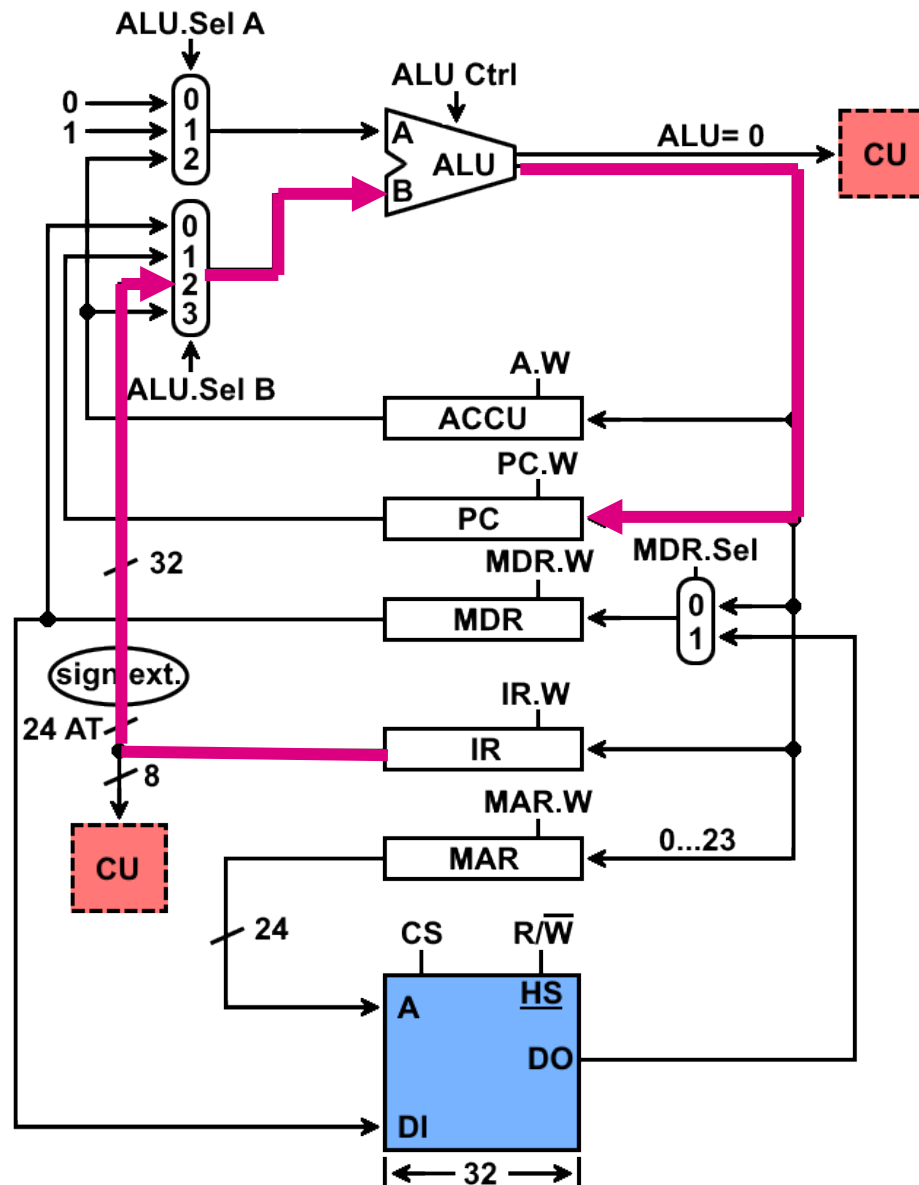 ALU.Sel A
ALU Ctrl
0
1
0
1
2
A
B
ALU
ALU= 0
CU
0
1
2
3
ALU.Sel B
A.W
ACCU
PC.W
PC
32
MDR.W
MDR.Sel
MDR
0
1
sign ext.
24 AT
IR.W
IR
8
MAR.W
CU
MAR
0...23
24
CS
R/W̅
A
HS
DO
DI
32